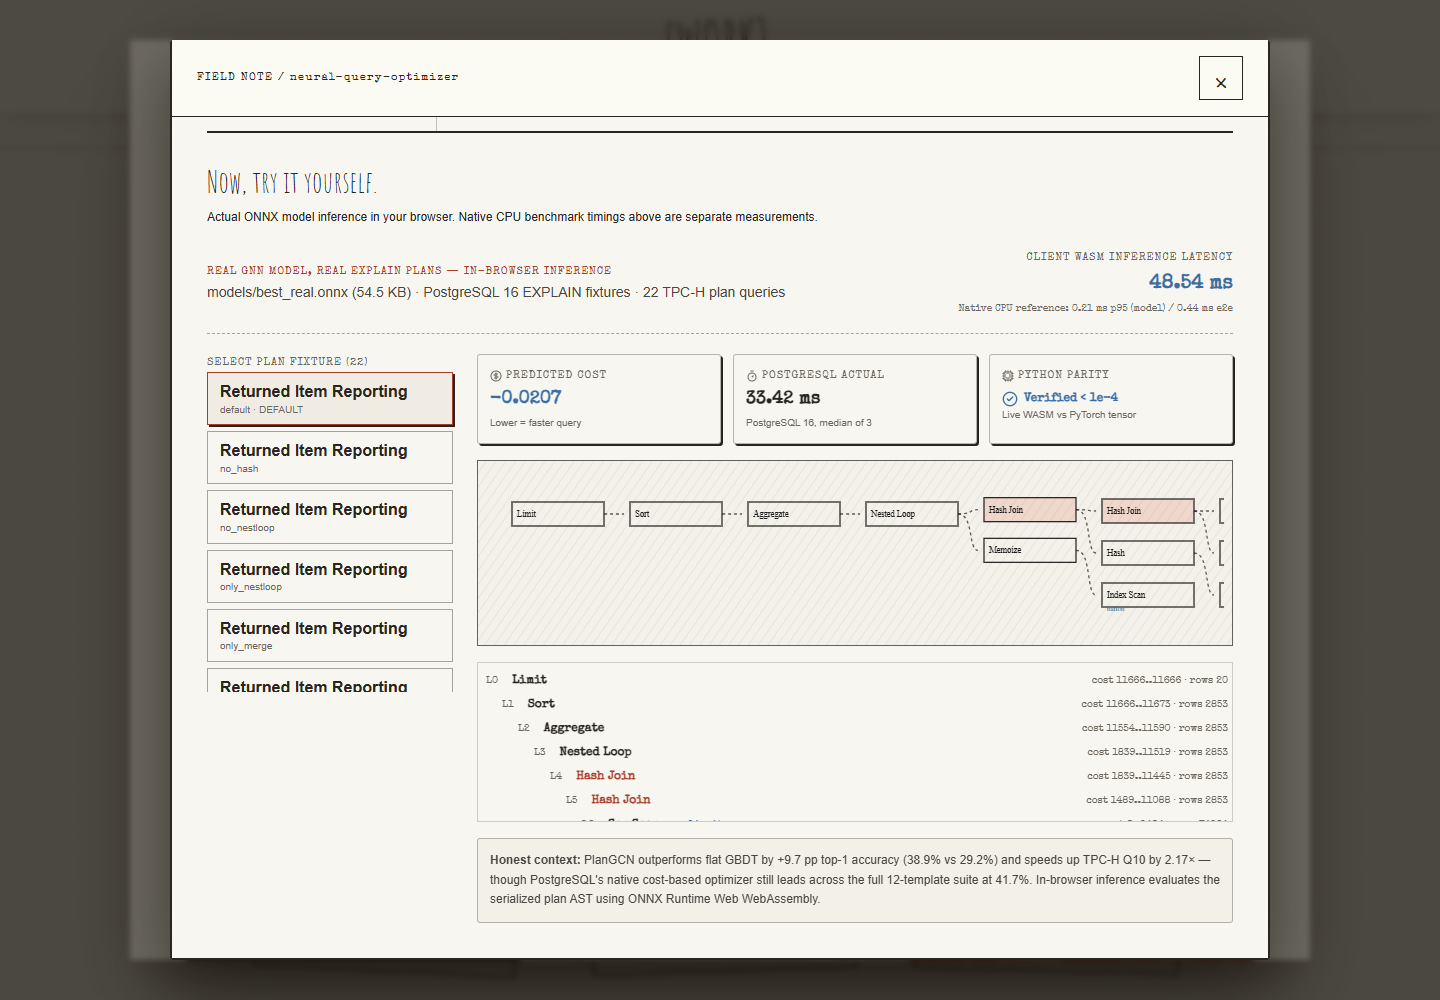 FIELD NOTE / neural-query-optimizer
×
Now, try it yourself.
Actual ONNX model inference in your browser. Native CPU benchmark timings above are separate measurements.
REAL GNN MODEL, REAL EXPLAIN PLANS — IN-BROWSER INFERENCE
models/best_real.onnx (54.5 KB) · PostgreSQL 16 EXPLAIN fixtures · 22 TPC-H plan queries
CLIENT WASM INFERENCE LATENCY
48.54 ms
Native CPU reference: 0.21 ms p95 (model) / 0.44 ms e2e
SELECT PLAN FIXTURE (22)
Returned Item Reporting
default · DEFAULT
Returned Item Reporting
no_hash
Returned Item Reporting
no_nestloop
Returned Item Reporting
only_nestloop
Returned Item Reporting
only_merge
Returned Item Reporting
PREDICTED COST
-0.0207
Lower = faster query
POSTGRESQL ACTUAL
33.42 ms
PostgreSQL 16, median of 3
PYTHON PARITY
Verified < 1e-4
Live WASM vs PyTorch tensor
Limit
Sort
Aggregate
Nested Loop
Hash Join
Memoize
Hash Join
Hash
Index Scan
L0 Limit cost 11666..11666 · rows 20
L1 Sort cost 11666..11673 · rows 2853
L2 Aggregate cost 11554..11590 · rows 2853
L3 Nested Loop cost 1839..11519 · rows 2853
L4 Hash Join cost 1839..11445 · rows 2853
L5 Hash Join cost 1489..11088 · rows 2853
Honest context: PlanGCN outperforms flat GBDT by +9.7 pp top-1 accuracy (38.9% vs 29.2%) and speeds up TPC-H Q10 by 2.17× —
though PostgreSQL's native cost-based optimizer still leads across the full 12-template suite at 41.7%. In-browser inference evaluates the
serialized plan AST using ONNX Runtime Web WebAssembly.